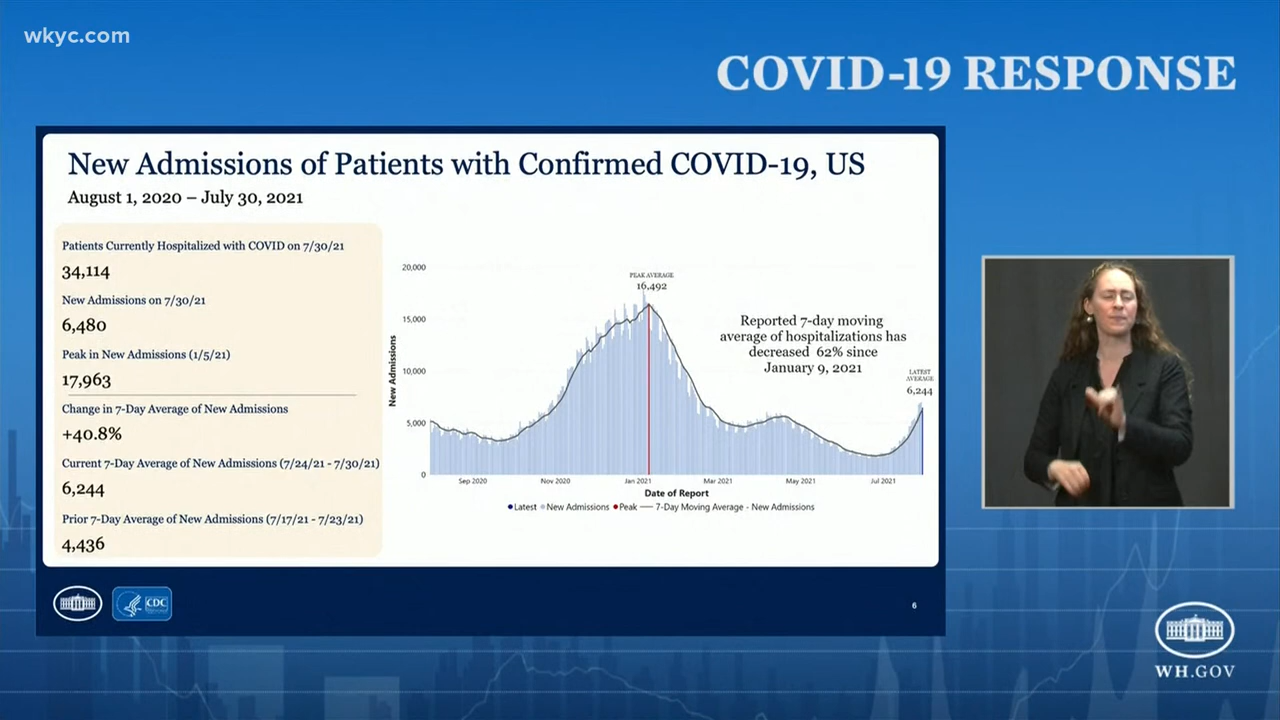 wkyc.com
COVID-19 RESPONSE
New Admissions of Patients with Confirmed COVID-19, US
August 1, 2020 – July 30, 2021
Patients Currently Hospitalized with COVID on 7/30/21
34,114
New Admissions on 7/30/21
6,480
Peak in New Admissions (1/5/21)
17,963
Change in 7-Day Average of New Admissions
+40.8%
Current 7-Day Average of New Admissions (7/24/21 - 7/30/21)
6,244
Prior 7-Day Average of New Admissions (7/17/21 - 7/23/21)
4,436
New Admissions
20,000
15,000
10,000
5,000
0
PEAK AVERAGE
16,492
Reported 7-day moving
average of hospitalizations has
decreased 62% since
January 9, 2021
LATEST
AVERAGE
6,244
Sep 2020 Nov 2020 Jan 2021 Mar 2021 May 2021 Jul 2021
Date of Report
Latest New Admissions Peak 7-Day Moving Average - New Admissions
CDC
6
WH.GOV